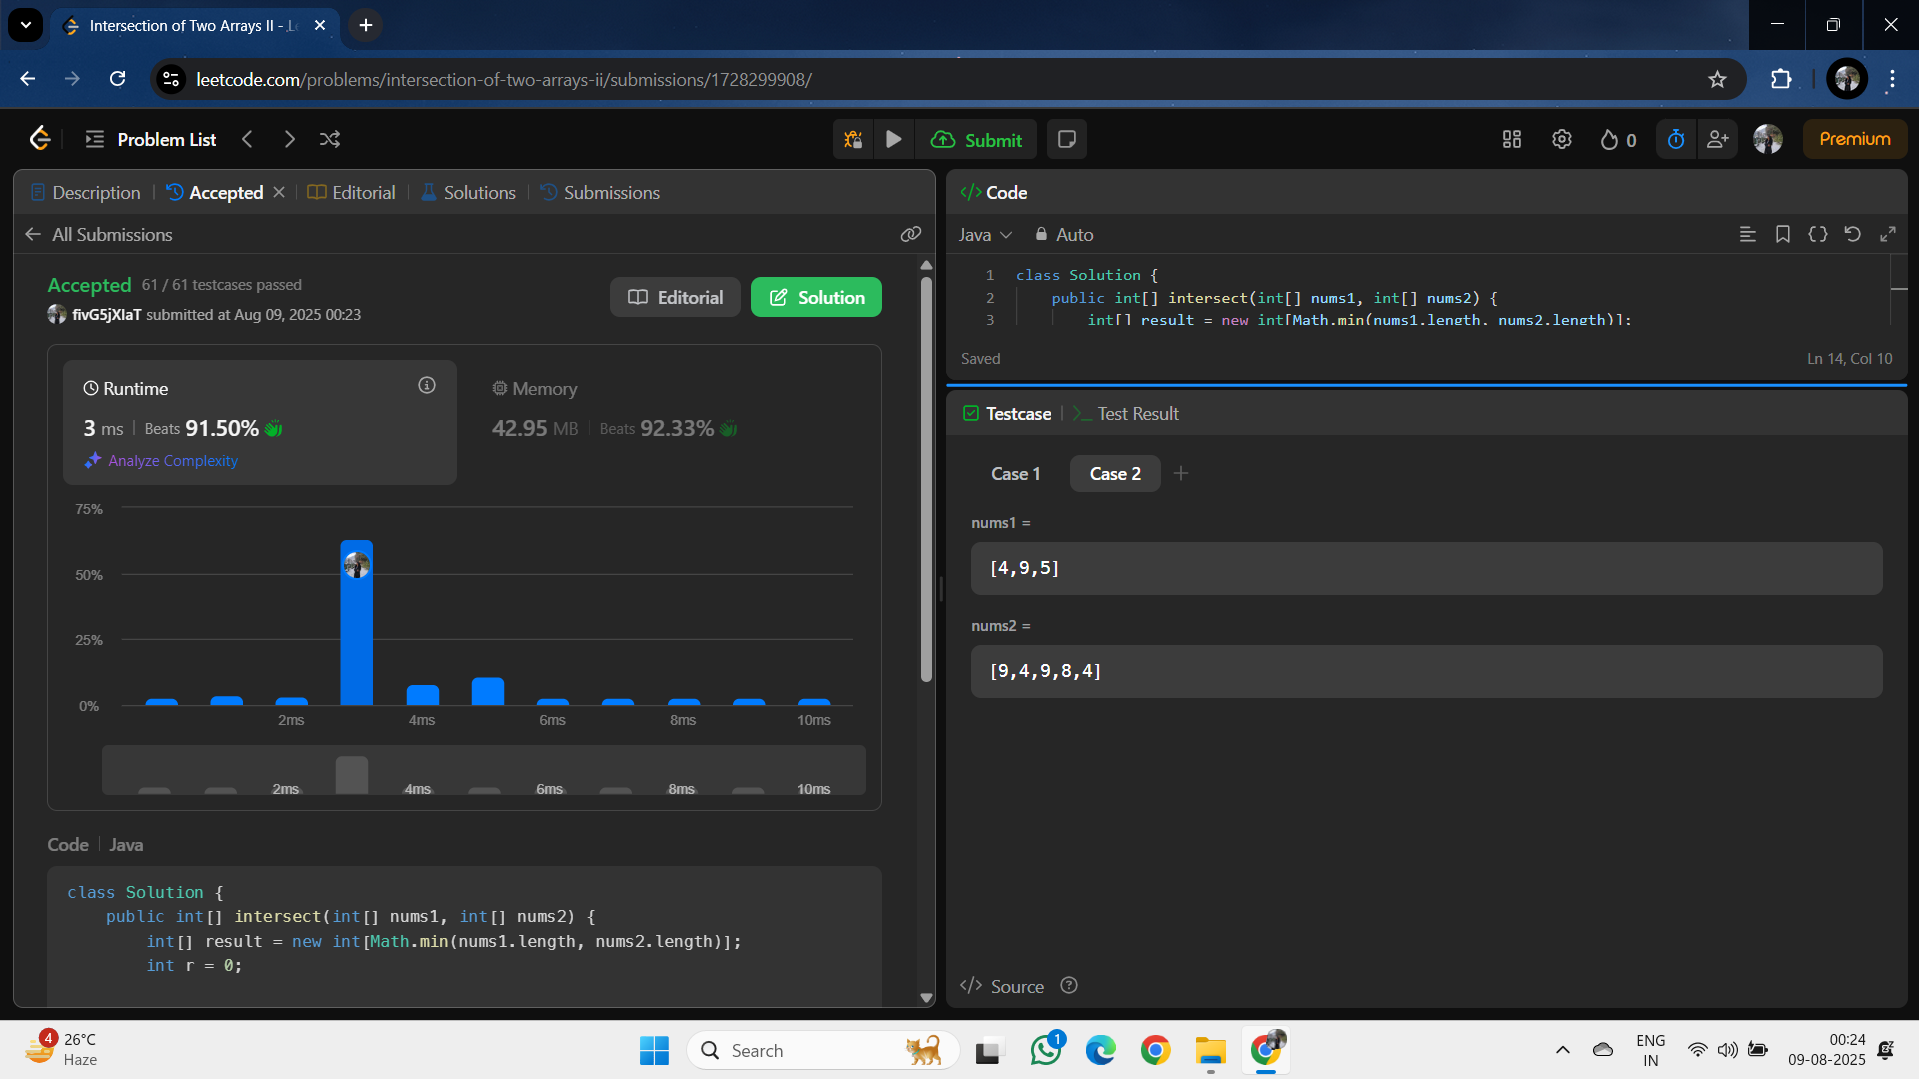 Intersection of Two Arrays II - L
leetcode.com/problems/intersection-of-two-arrays-ii/submissions/1728299908/
Problem List
Submit
0
Premium
Description
Accepted
Editorial
Solutions
Submissions
All Submissions
Accepted 61 / 61 testcases passed
fivG5jXlaT submitted at Aug 09, 2025 00:23
Editorial
Solution
Runtime
3 ms | Beats 91.50%
Analyze Complexity
Memory
42.95 MB | Beats 92.33%
75%
50%
25%
0%
2ms 4ms 6ms 8ms 10ms
2ms 4ms 6ms 8ms 10ms
Code | Java
class Solution {
public int[] intersect(int[] nums1, int[] nums2) {
int[] result = new int[Math.min(nums1.length, nums2.length)];
int r = 0;
</> Code
Java
Auto
1 class Solution {
2 public int[] intersect(int[] nums1, int[] nums2) {
3 int[] result = new int[Math.min(nums1.length, nums2.length)];
Saved
Ln 14, Col 10
Testcase
>_ Test Result
Case 1
Case 2
+
nums1 =
[4,9,5]
nums2 =
[9,4,9,8,4]
</> Source
4
26°C
Haze
Search
1
ENG
IN
00:24
09-08-2025